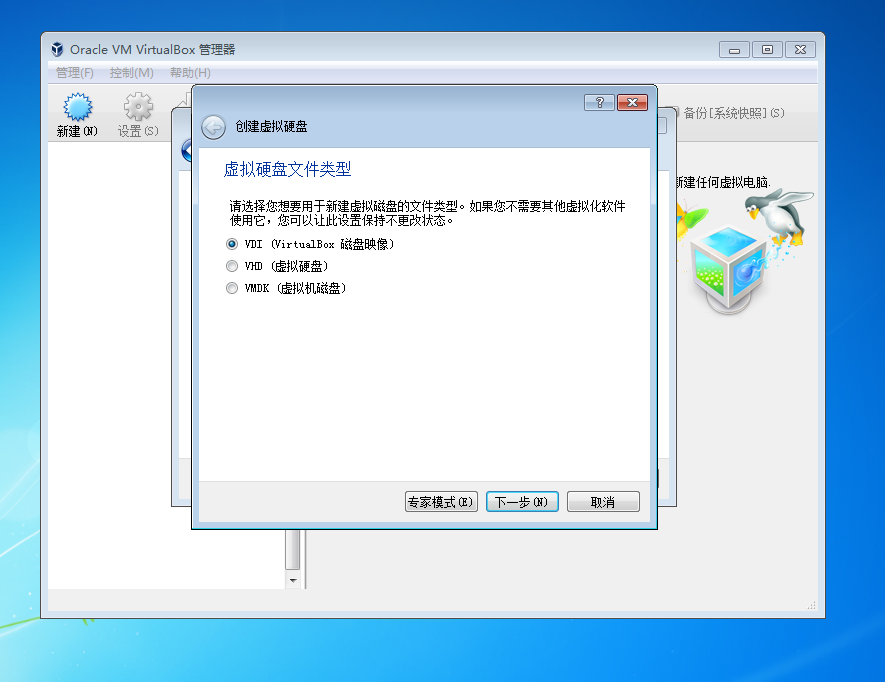 Oracle VM VirtualBox 管理器
管理(F) 控制(M) 帮助(H)
新建(N) 设置(S)
备份[系统快照](S)
新建任何虚拟电脑.
?
创建虚拟硬盘
虚拟硬盘文件类型
请选择您想要用于新建虚拟磁盘的文件类型。如果您不需要其他虚拟化软件
使用它，您可以让此设置保持不更改状态。
VDI (VirtualBox 磁盘映像)
VHD (虚拟硬盘)
VMDK (虚拟机磁盘)
专家模式(E) 下一步(N) 取消